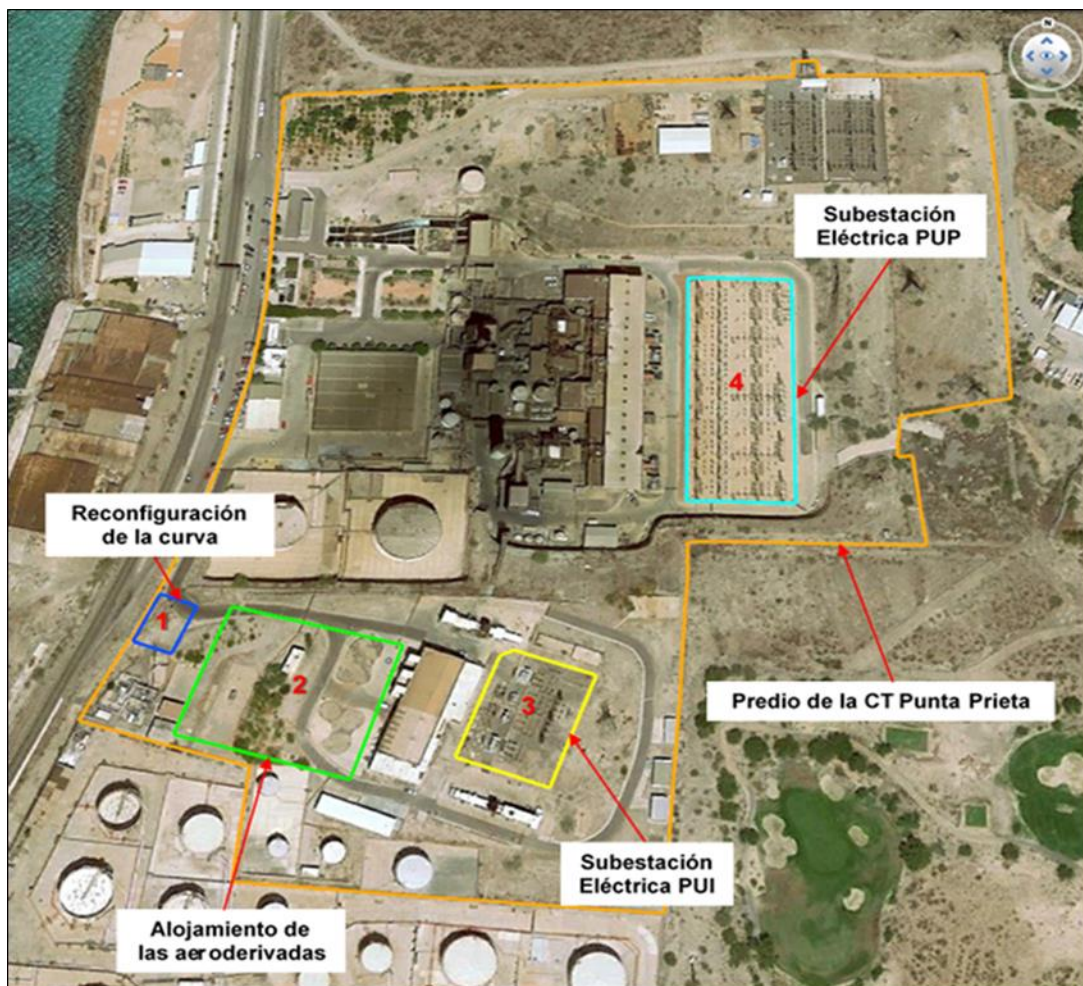 N
Subestación
Eléctrica PUP
4
Reconfiguración
de la curva
1
2
3
Predio de la CT Punta Prieta
Subestación
Eléctrica PUI
Alojamiento de
las aeroderivadas